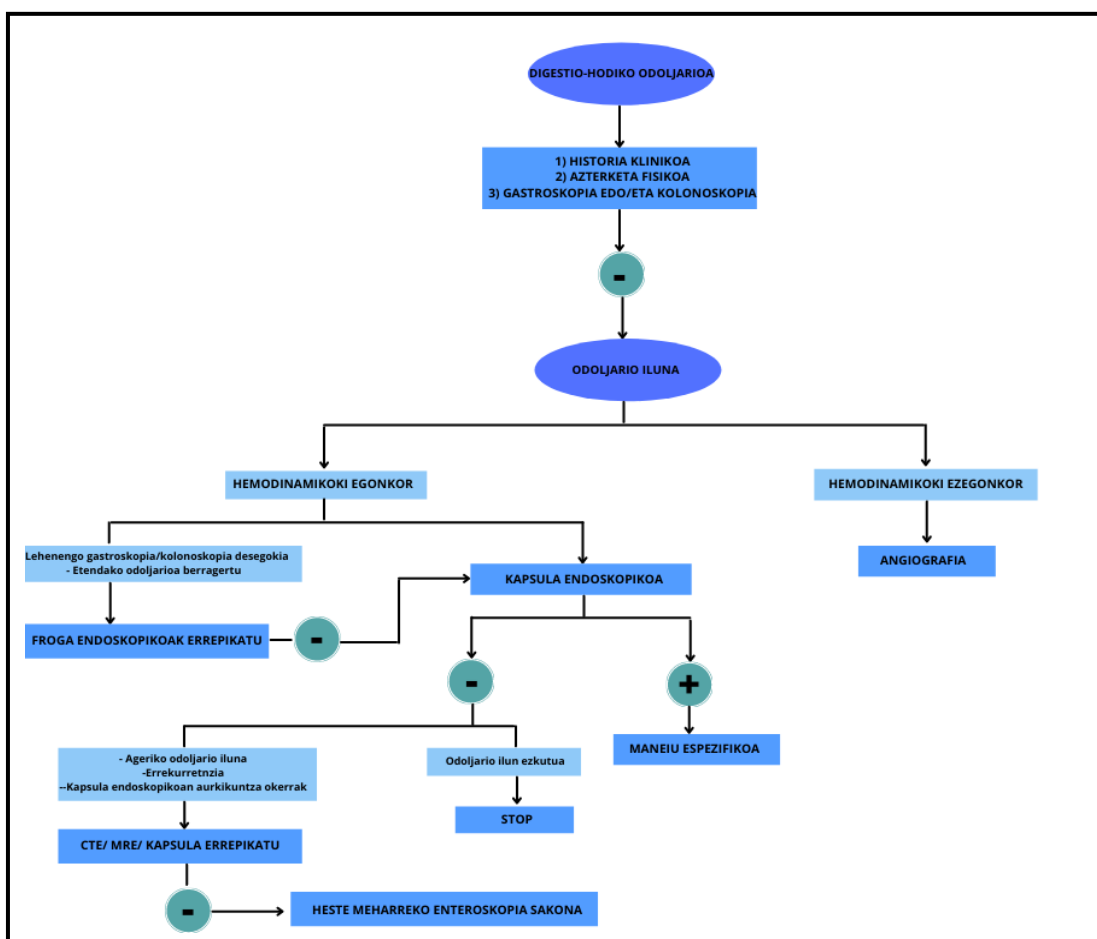 DIGESTIO-HODIKO ODOLJARIOA
1) HISTORIA KLINIKOA
2) AZTERKETA FISIKOA
3) GASTROSKOPIA EDO/ETA KOLONOSKOPIA
-
ODOLJARIO ILUNA
HEMODINAMIKOKI EGONKOR
HEMODINAMIKOKI EZEGONKOR
Lehenengo gastroskopia/kolonoskopia desegokia
- Etendako odoljarioa berragertu
ANGIOGRAFIA
KAPSULA ENDOSKOPIKOA
FROGA ENDOSKOPIKOAK ERREPIKATU
-
-
+
MANEIU ESPEZIFIKOA
- Ageriko odoljario iluna
-Errekurretnzia
--Kapsula endoskopikoan aurkikuntza okerrak
Odoljario ilun ezkutua
STOP
CTE/ MRE/ KAPSULA ERREPIKATU
-
HESTE MEHARREKO ENTEROSKOPIA SAKONA